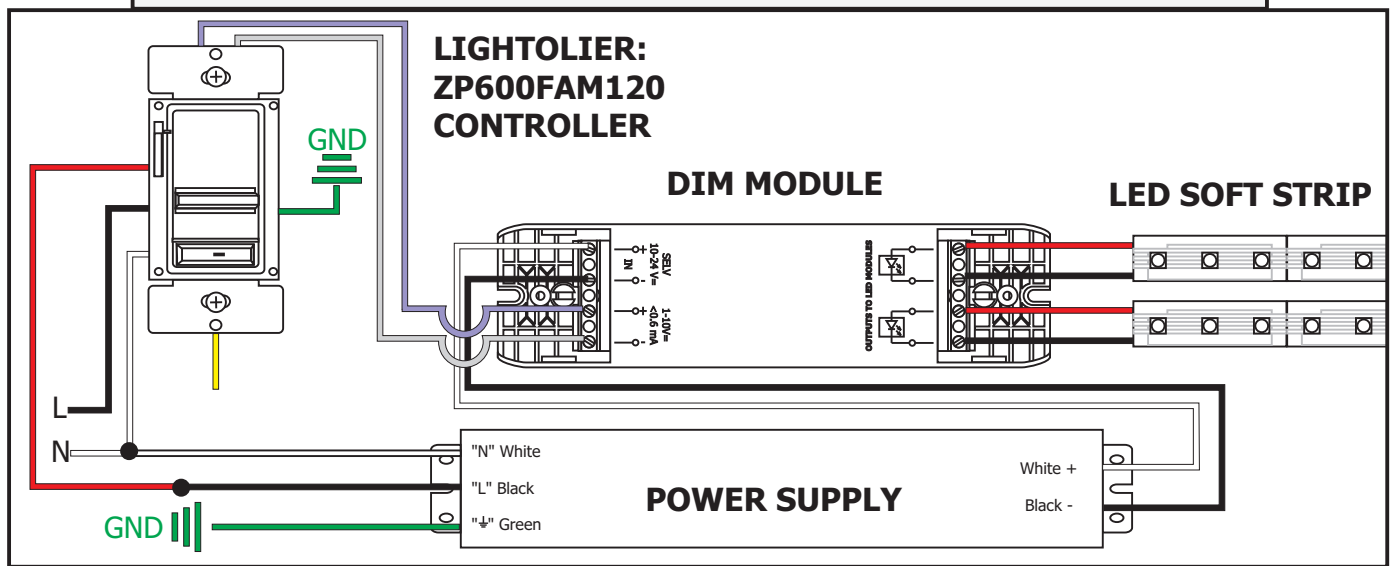 LIGHTOLIER:
ZP600FAM120
CONTROLLER
GND
DIM MODULE
LED SOFT STRIP
SELV
10-24 V=
IN
+
-
1-10V=
<0.6 mA
+
-
OUTPUTS TO LED MODULES
L
N
"N" White
"L" Black
"⏚" Green
GND
POWER SUPPLY
White +
Black -